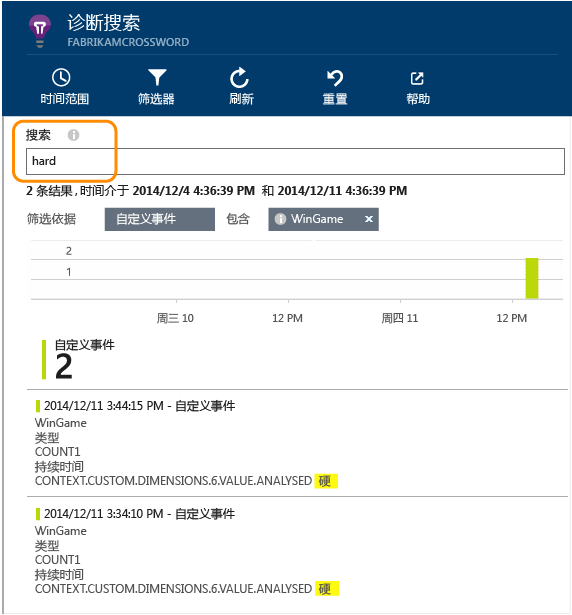 诊断搜索
FABRIKAMCROSSWORD
时间范围 筛选器 刷新 重置 帮助
搜索
hard
2 条结果 , 时间介于 2014/12/4 4:36:39 PM 和 2014/12/11 4:36:39 PM
筛选依据 自定义事件 包含 WinGame ×
2
1
周三 10 12 PM 周四 11 12 PM
自定义事件
2
2014/12/11 3:44:15 PM - 自定义事件
WinGame
类型
COUNT1
持续时间
CONTEXT.CUSTOM.DIMENSIONS.6.VALUE.ANALYSED 硬
2014/12/11 3:34:10 PM - 自定义事件
WinGame
类型
COUNT1
持续时间
CONTEXT.CUSTOM.DIMENSIONS.6.VALUE.ANALYSED 硬